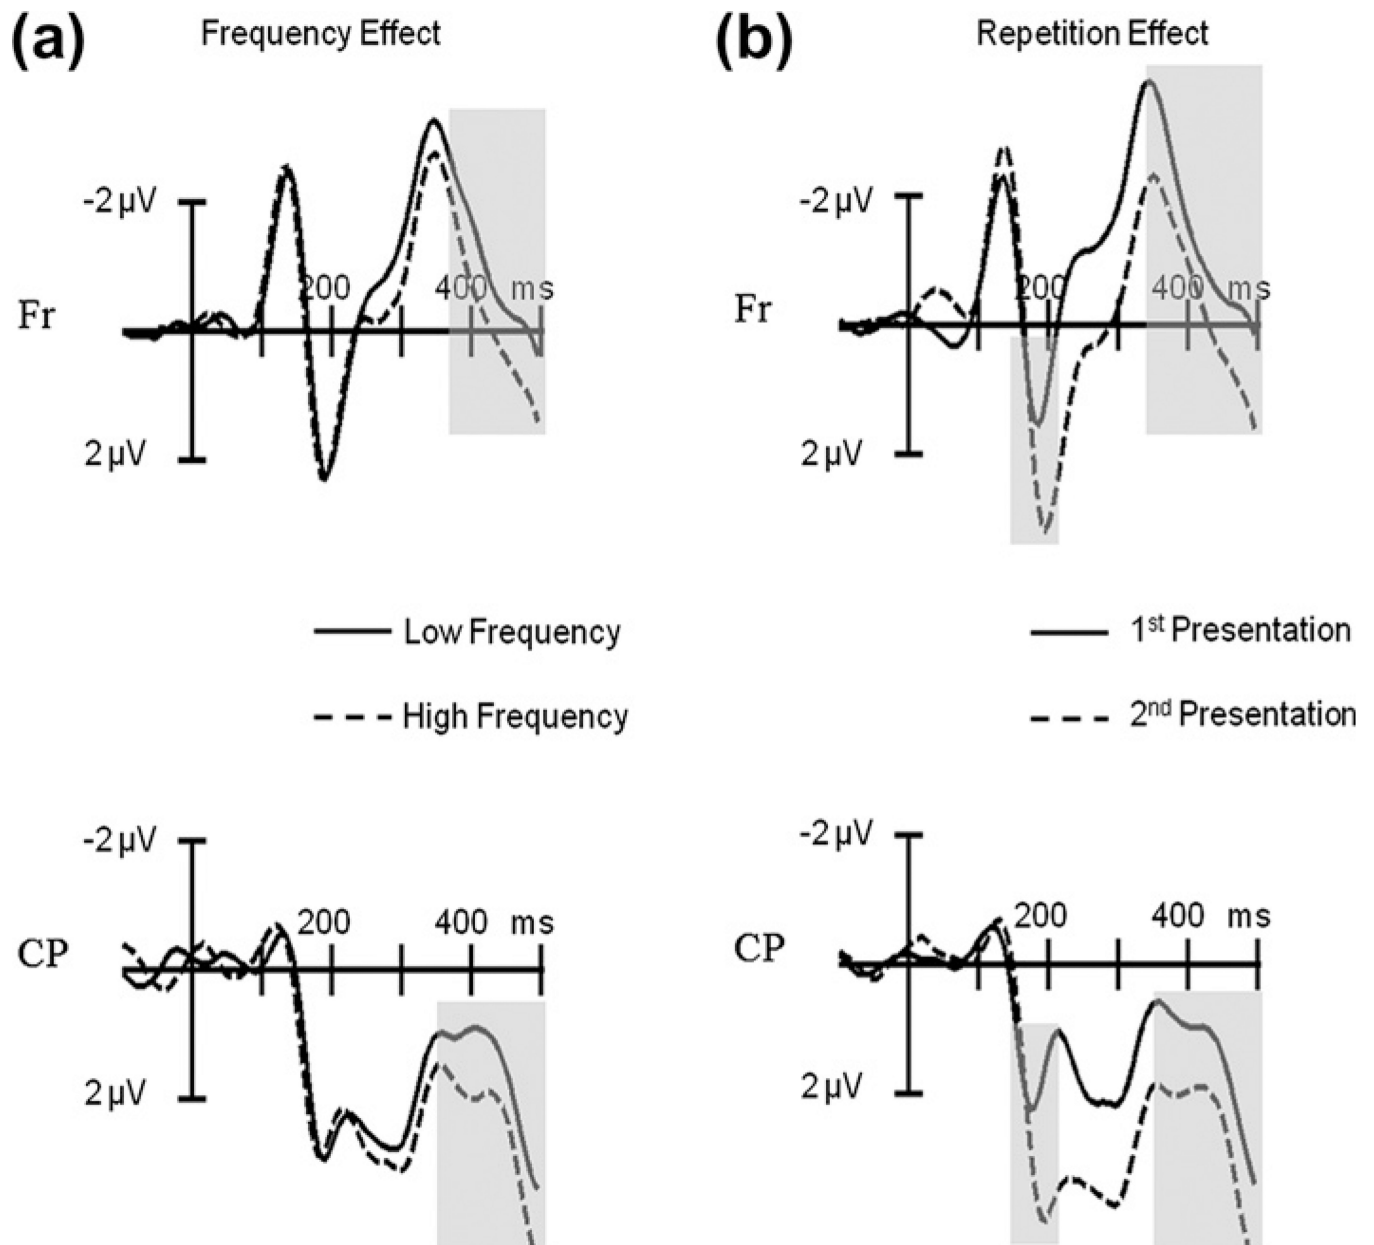 (a) Frequency Effect
(b) Repetition Effect
-2 µV
200 400 ms
Fr
2 µV
-2 µV
200 400 ms
Fr
2 µV
Low Frequency
High Frequency
1st Presentation
2nd Presentation
-2 µV
200 400 ms
CP
2 µV
-2 µV
200 400 ms
CP
2 µV